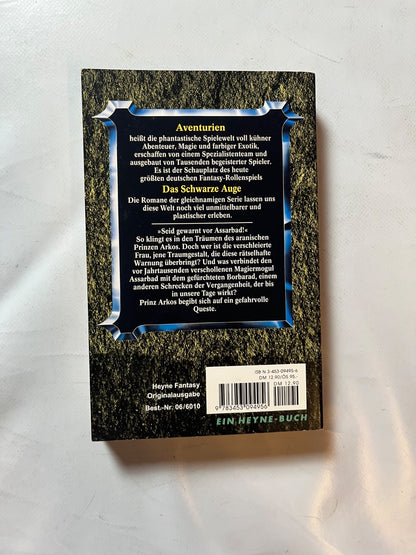 Aventurien
heißt die phantastische Spielewelt voll kühner
Abenteuer, Magie und farbiger Exotik,
erschaffen von einem Spezialistenteam und
ausgebaut von Tausenden begeisterter Spieler.
Es ist der Schauplatz des heute
größten deutschen Fantasy-Rollenspiels
Das Schwarze Auge
Die Romane der gleichnamigen Serie lassen uns
diese Welt noch viel unmittelbarer und
plastischer erleben.
»Seid gewarnt vor Assarbad!«
So klingt es in den Träumen des aranischen
Prinzen Arkos. Doch wer ist die verschleierte
Frau, jene Traumgestalt, die diese rätselhafte
Warnung überbringt? Und was verbindet den
vor Jahrtausenden verschollenen Magiermogul
Assarbad mit dem gefürchteten Borbarad, einem
anderen Schrecken der Vergangenheit, der bis
in unsere Tage wirkt?
Prinz Arkos begibt sich auf ein gefahrvolle
Queste.
Heyne Fantasy
Originalausgabe
Best.-Nr. 06/6010
ISBN 3-453-09495-6
DM 12,90/ÖS 95,-
DM 12.90
9 783453 094956
EIN HEYNE-BUCH